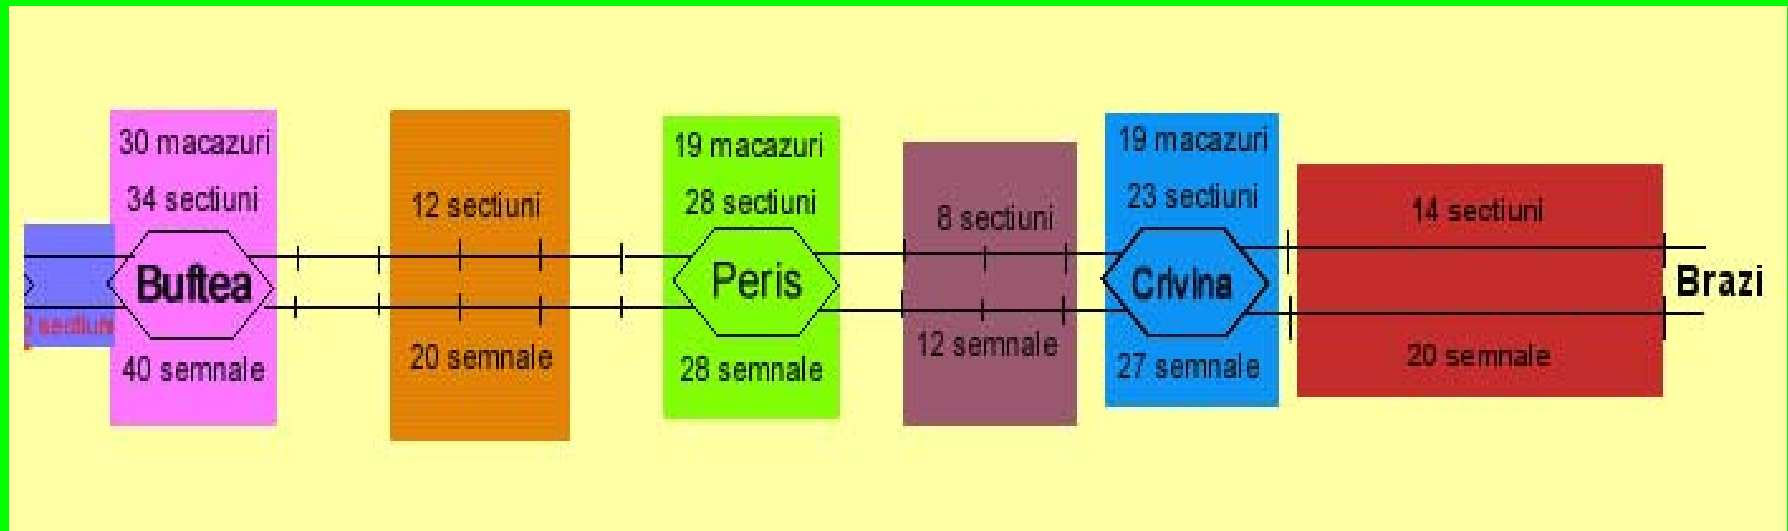 30 macazuri
34 sectiuni
Buftea
40 semnale
sectiuni
12 sectiuni
20 semnale
19 macazuri
28 sectiuni
Peris
28 semnale
8 sectiuni
12 semnale
19 macazuri
23 sectiuni
Crivina
27 semnale
14 sectiuni
20 semnale
Brazi